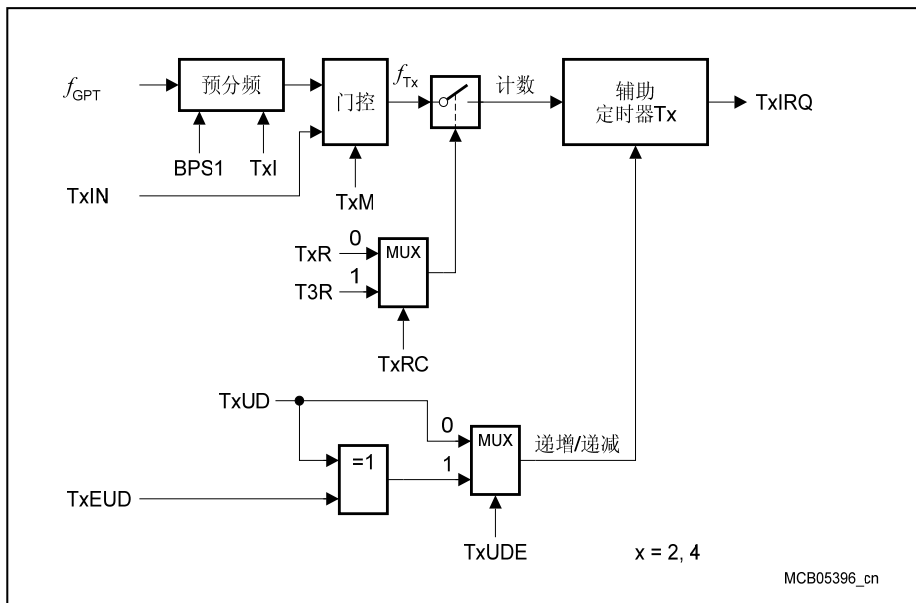 f_GPT
预分频
BPS1
TxI
TxIN
门控
TxM
f_Tx
计数
辅助
定时器Tx
TxIRQ
TxR
0
T3R
1
MUX
TxRC
TxUD
=1
TxEUD
0
1
MUX
TxUDE
递增/递减
x = 2, 4
MCB05396_cn